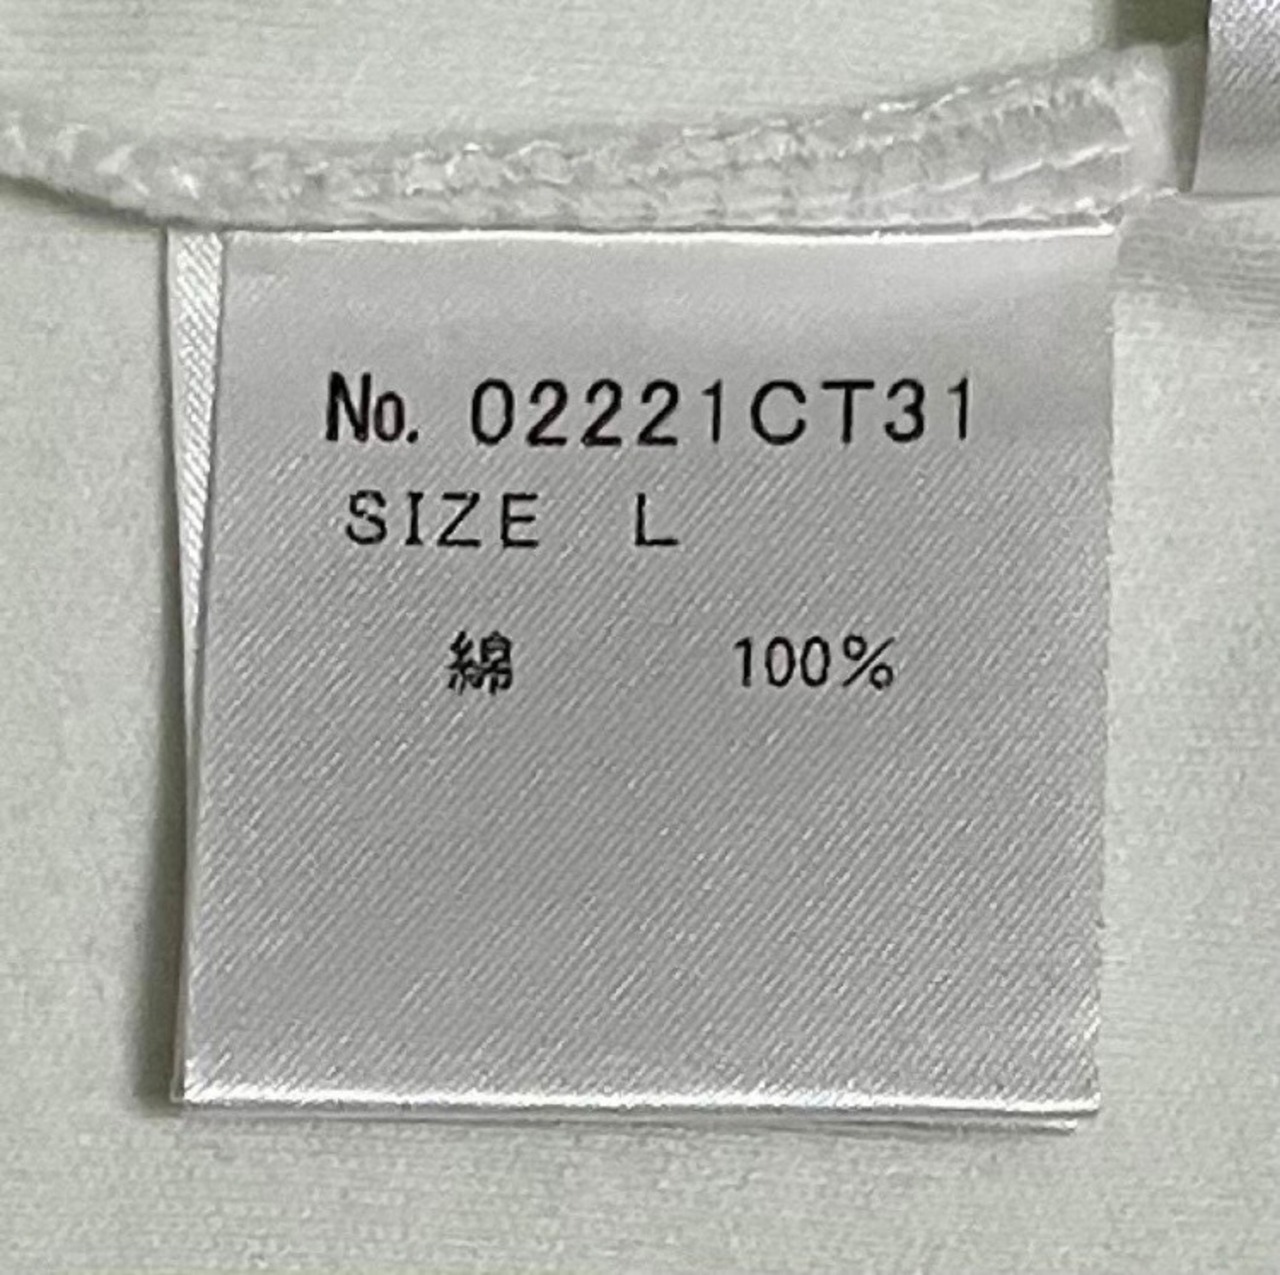 No. 02221CT31
SIZE L
綿 100%